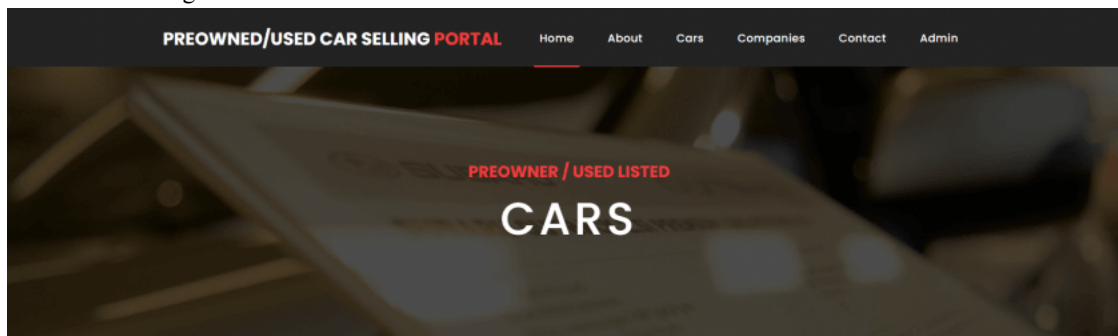 PREOWNED/USED CAR SELLING PORTAL Home About Cars Companies Contact Admin
PREOWNER / USED LISTED
CARS